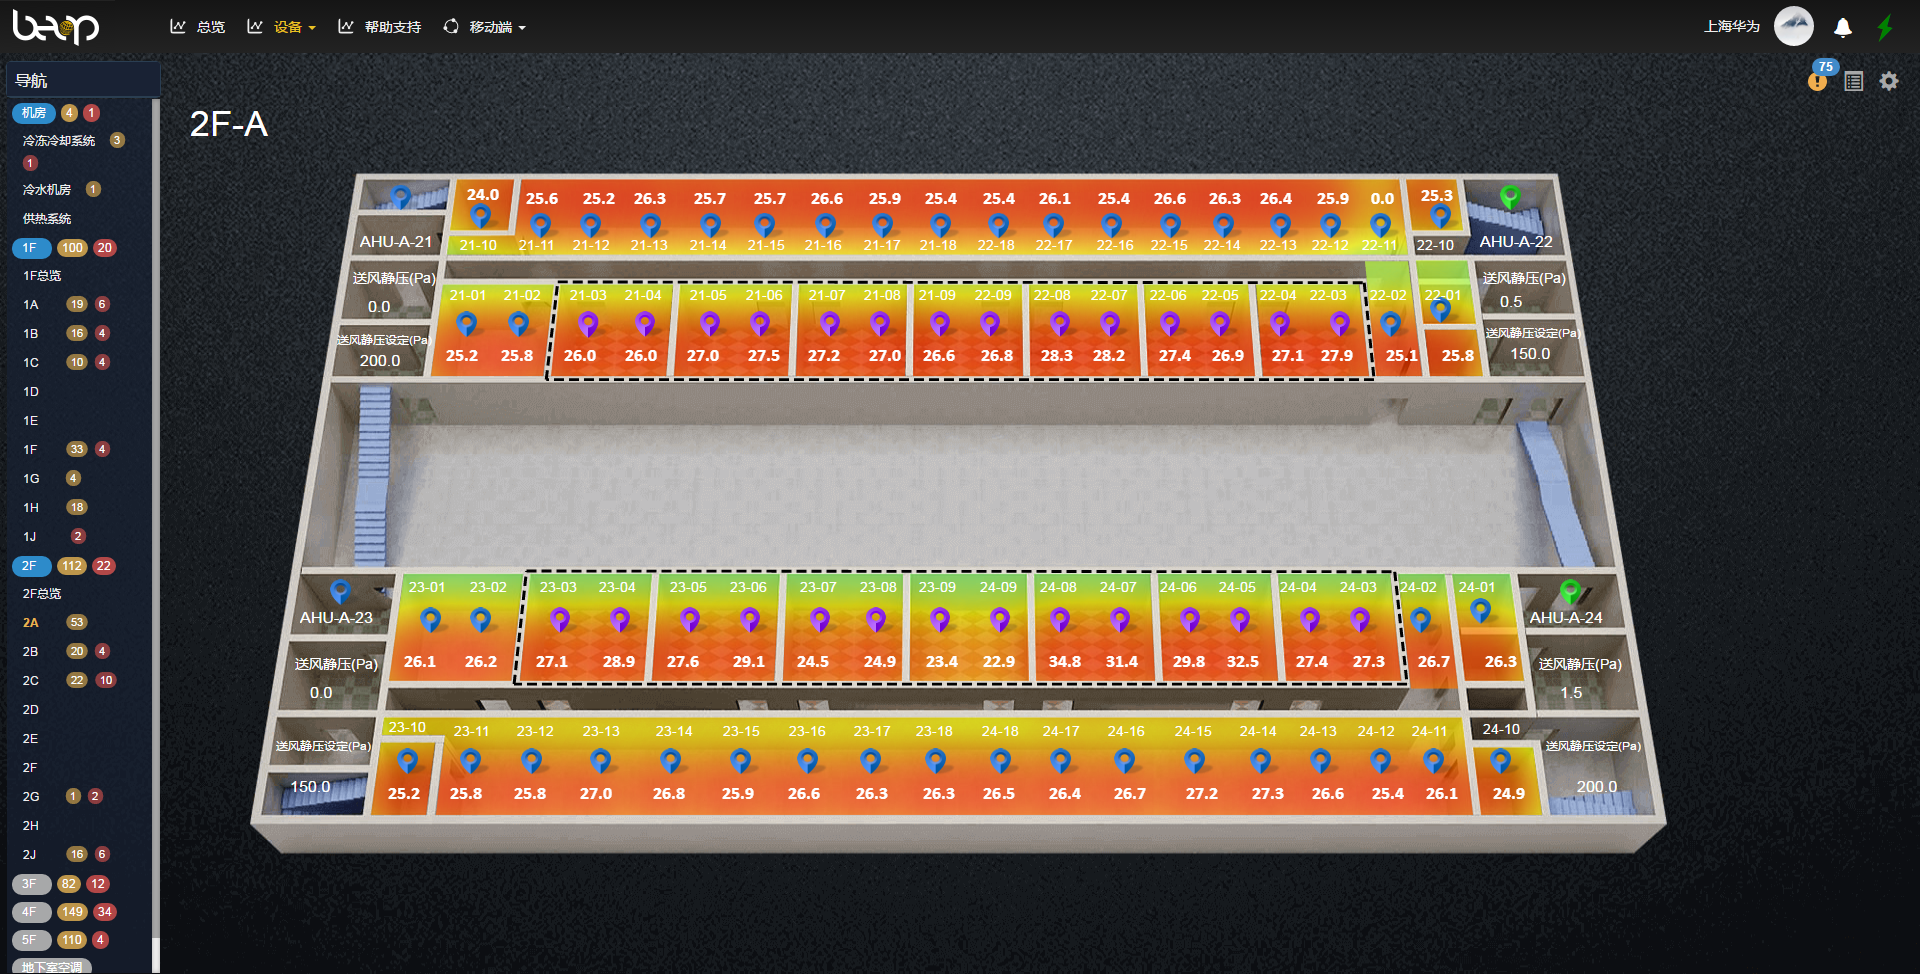 beop
总览
设备
帮助支持
移动端
上海华为
75
导航
机房 4 1
冷冻冷却系统 3
1
冷水机房 1
供热系统
1F 100 20
1F总览
1A 19 6
1B 16 4
1C 10 4
1D
1E
1F 33 4
1G 4
1H 18
1J 2
2F 112 22
2F总览
2A 53
2B 20 4
2C 22 10
2D
2E
2F
2G 1 2
2H
2J 16 6
3F 82 12
4F 149 34
5F 110 4
地下室空调
2F-A
24.0 25.6 25.2 26.3 25.7 25.7 26.6 25.9 25.4 25.4 26.1 25.4 26.6 26.3 26.4 25.9 0.0 25.3
AHU-A-21 21-10 21-11 21-12 21-13 21-14 21-15 21-16 21-17 21-18 22-18 22-17 22-16 22-15 22-14 22-13 22-12 22-11 22-10 AHU-A-22
送风静压(Pa) 送风静压(Pa)
0.0 21-01 21-02 21-03 21-04 21-05 21-06 21-07 21-08 21-09 22-09 22-08 22-07 22-06 22-05 22-04 22-03 22-02 22-01 0.5
送风静压设定(Pa) 送风静压设定(Pa)
200.0 25.2 25.8 26.0 26.0 27.0 27.5 27.2 27.0 26.6 26.8 28.3 28.2 27.4 26.9 27.1 27.9 25.1 25.8 150.0
23-01 23-02 23-03 23-04 23-05 23-06 23-07 23-08 23-09 24-09 24-08 24-07 24-06 24-05 24-04 24-03 24-02 24-01
AHU-A-23 AHU-A-24
26.1 26.2 27.1 28.9 27.6 29.1 24.5 24.9 23.4 22.9 34.8 31.4 29.8 32.5 27.4 27.3 26.7 26.3
送风静压(Pa) 送风静压(Pa)
0.0 1.5
23-10 23-11 23-12 23-13 23-14 23-15 23-16 23-17 23-18 24-18 24-17 24-16 24-15 24-14 24-13 24-12 24-11 24-10
送风静压设定(Pa) 送风静压设定(Pa)
150.0 25.2 25.8 25.8 27.0 26.8 25.9 26.6 26.3 26.3 26.5 26.4 26.7 27.2 27.3 26.6 25.4 26.1 24.9 200.0